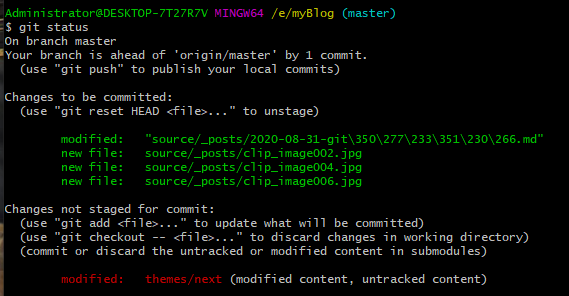 Administrator@DESKTOP-7T27R7V MINGW64 /e/myBlog (master)
$ git status
On branch master
Your branch is ahead of 'origin/master' by 1 commit.
  (use "git push" to publish your local commits)

Changes to be committed:
  (use "git reset HEAD <file>..." to unstage)

        modified:   "source/_posts/2020-08-31-git\350\277\233\351\230\266.md"
        new file:   source/_posts/clip_image002.jpg
        new file:   source/_posts/clip_image004.jpg
        new file:   source/_posts/clip_image006.jpg

Changes not staged for commit:
  (use "git add <file>..." to update what will be committed)
  (use "git checkout -- <file>..." to discard changes in working directory)
  (commit or discard the untracked or modified content in submodules)

        modified:   themes/next (modified content, untracked content)